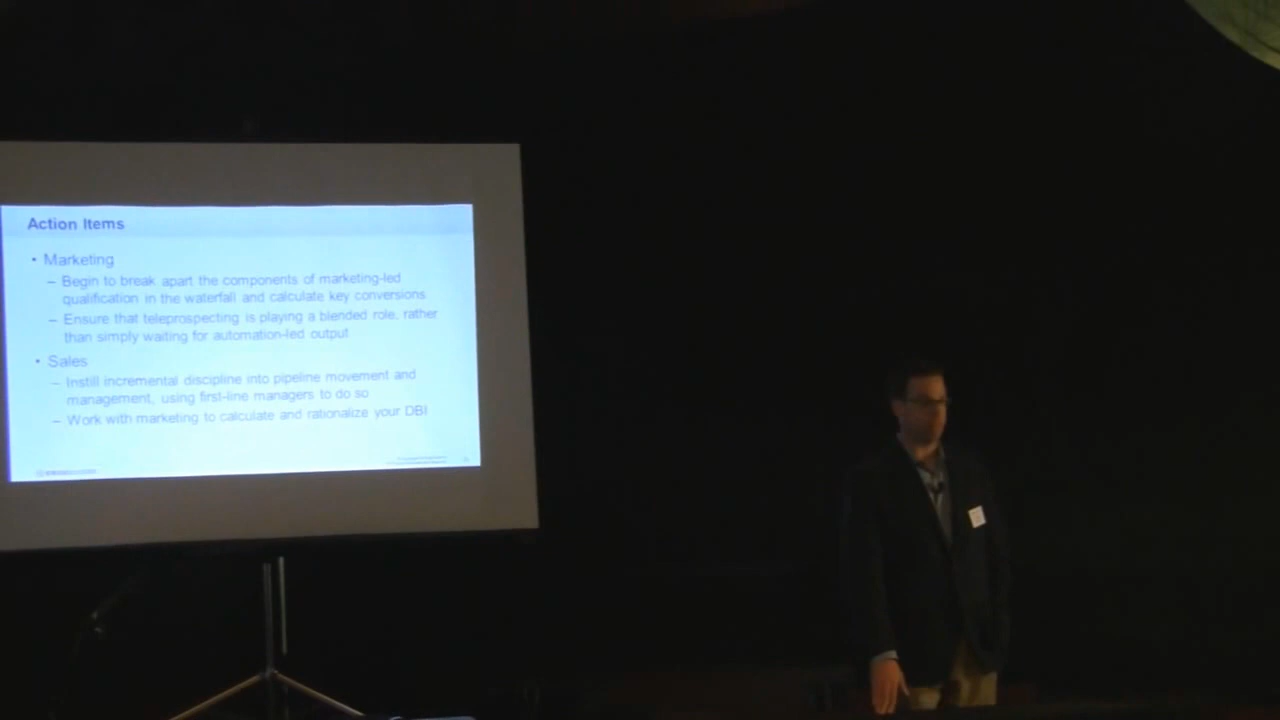 Action Items
• Marketing
– Begin to break apart the components of marketing-led
qualification in the waterfall and calculate key conversions
– Ensure that teleprospecting is playing a blended role, rather
than simply waiting for automation-led output
• Sales
– Instill incremental discipline into pipeline movement and
management, using first-line managers to do so
– Work with marketing to calculate and rationalize your DBI